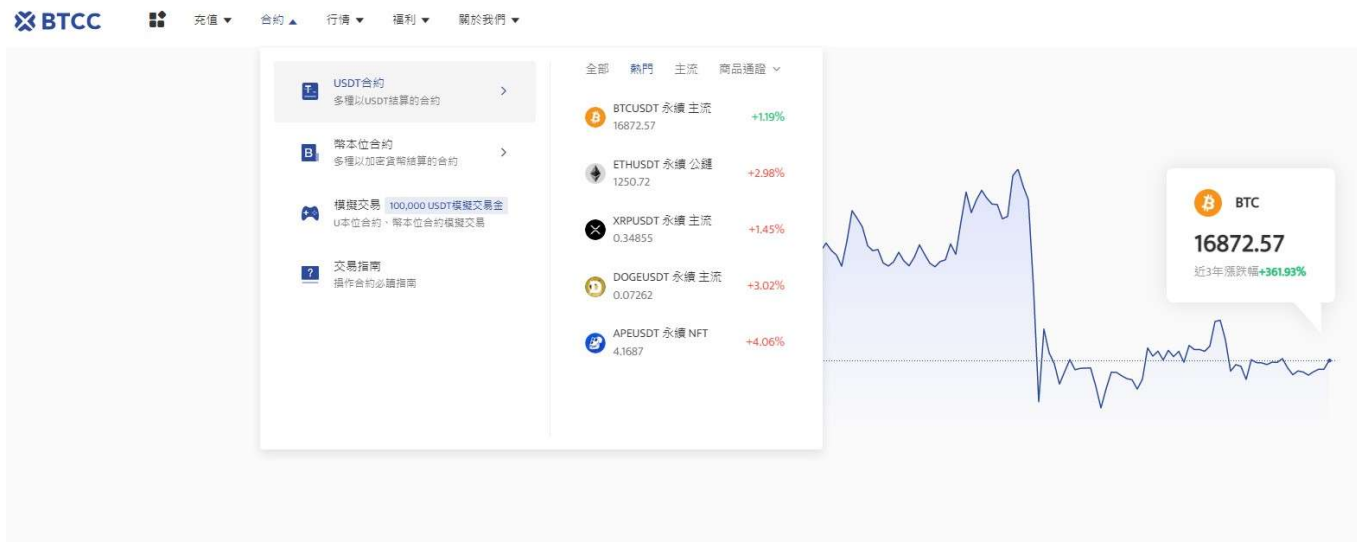 BTCC
充值 ▼
合約 ▲
行情 ▼
福利 ▼
關於我們 ▼
USDT合約
多種以USDT結算的合約
幣本位合約
多種以加密貨幣結算的合約
模擬交易 100,000 USDT模擬交易金
U本位合約、幣本位合約模擬交易
交易指南
操作合約必讀指南
全部 熱門 主流 商品通證
BTCUSDT 永續 主流
16872.57
+1.19%
ETHUSDT 永續 公鏈
1250.72
+2.98%
XRPUSDT 永續 主流
0.34855
+1.45%
DOGEUSDT 永續 主流
0.07262
+3.02%
APEUSDT 永續 NFT
4.1687
+4.06%
BTC
16872.57
近3年漲跌幅+361.93%